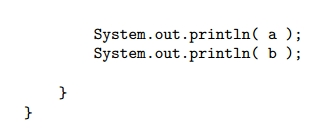 System.out.println( a );
System.out.println( b );
}
}